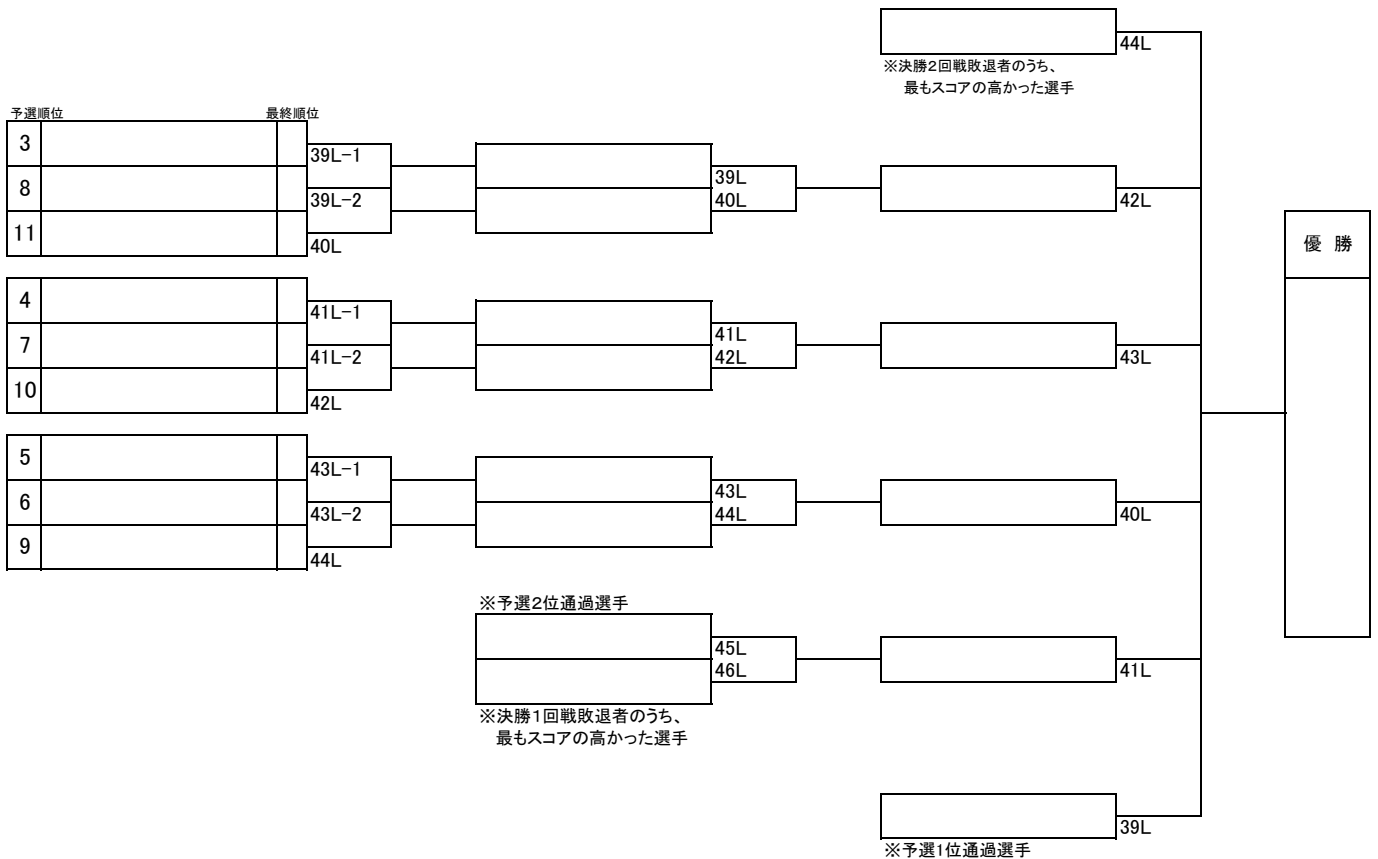 44L
※決勝2回戦敗退者のうち、
最もスコアの高かった選手
予選順位 最終順位
3
39L-1
8
39L-2
11
40L
39L
40L
42L
優 勝
4
41L-1
7
41L-2
10
42L
41L
42L
43L
5
43L-1
6
43L-2
9
44L
43L
44L
40L
※予選2位通過選手
45L
46L
41L
※決勝1回戦敗退者のうち、
最もスコアの高かった選手
39L
※予選1位通過選手